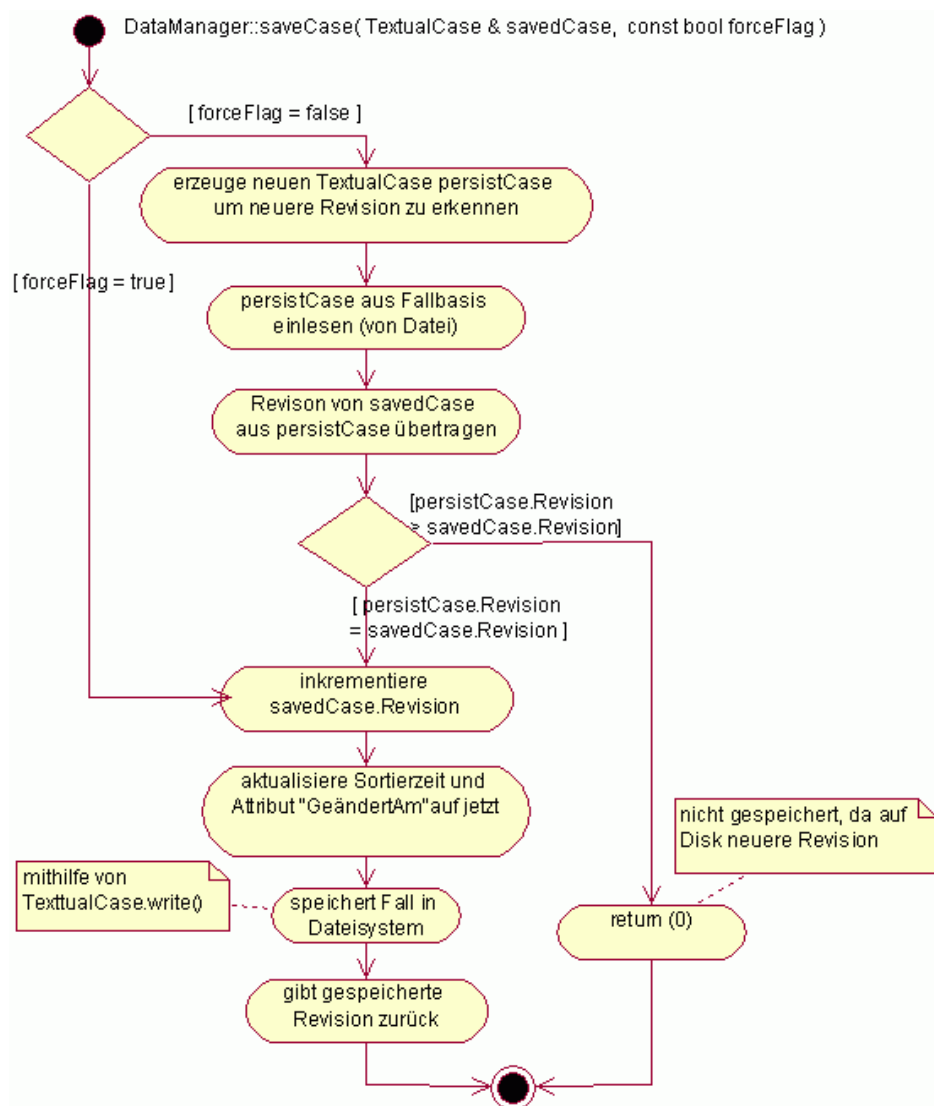 DataManager::saveCase( TextualCase & savedCase, const bool forceFlag )
[ forceFlag = false ]
erzeuge neuen TextualCase persistCase
um neuere Revision zu erkennen
[ forceFlag = true ]
persistCase aus Fallbasis
einlesen (von Datei)
Revison von savedCase
aus persistCase übertragen
[persistCase.Revision
> savedCase.Revision]
[ persistCase.Revision
= savedCase.Revision ]
inkrementiere
savedCase.Revision
aktualisiere Sortierzeit und
Attribut "GeändertAm"auf jetzt
nicht gespeichert, da auf
Disk neuere Revision
mithilfe von
TexttualCase.write()
speichert Fall in
Dateisystem
return (0)
gibt gespeicherte
Revision zurück